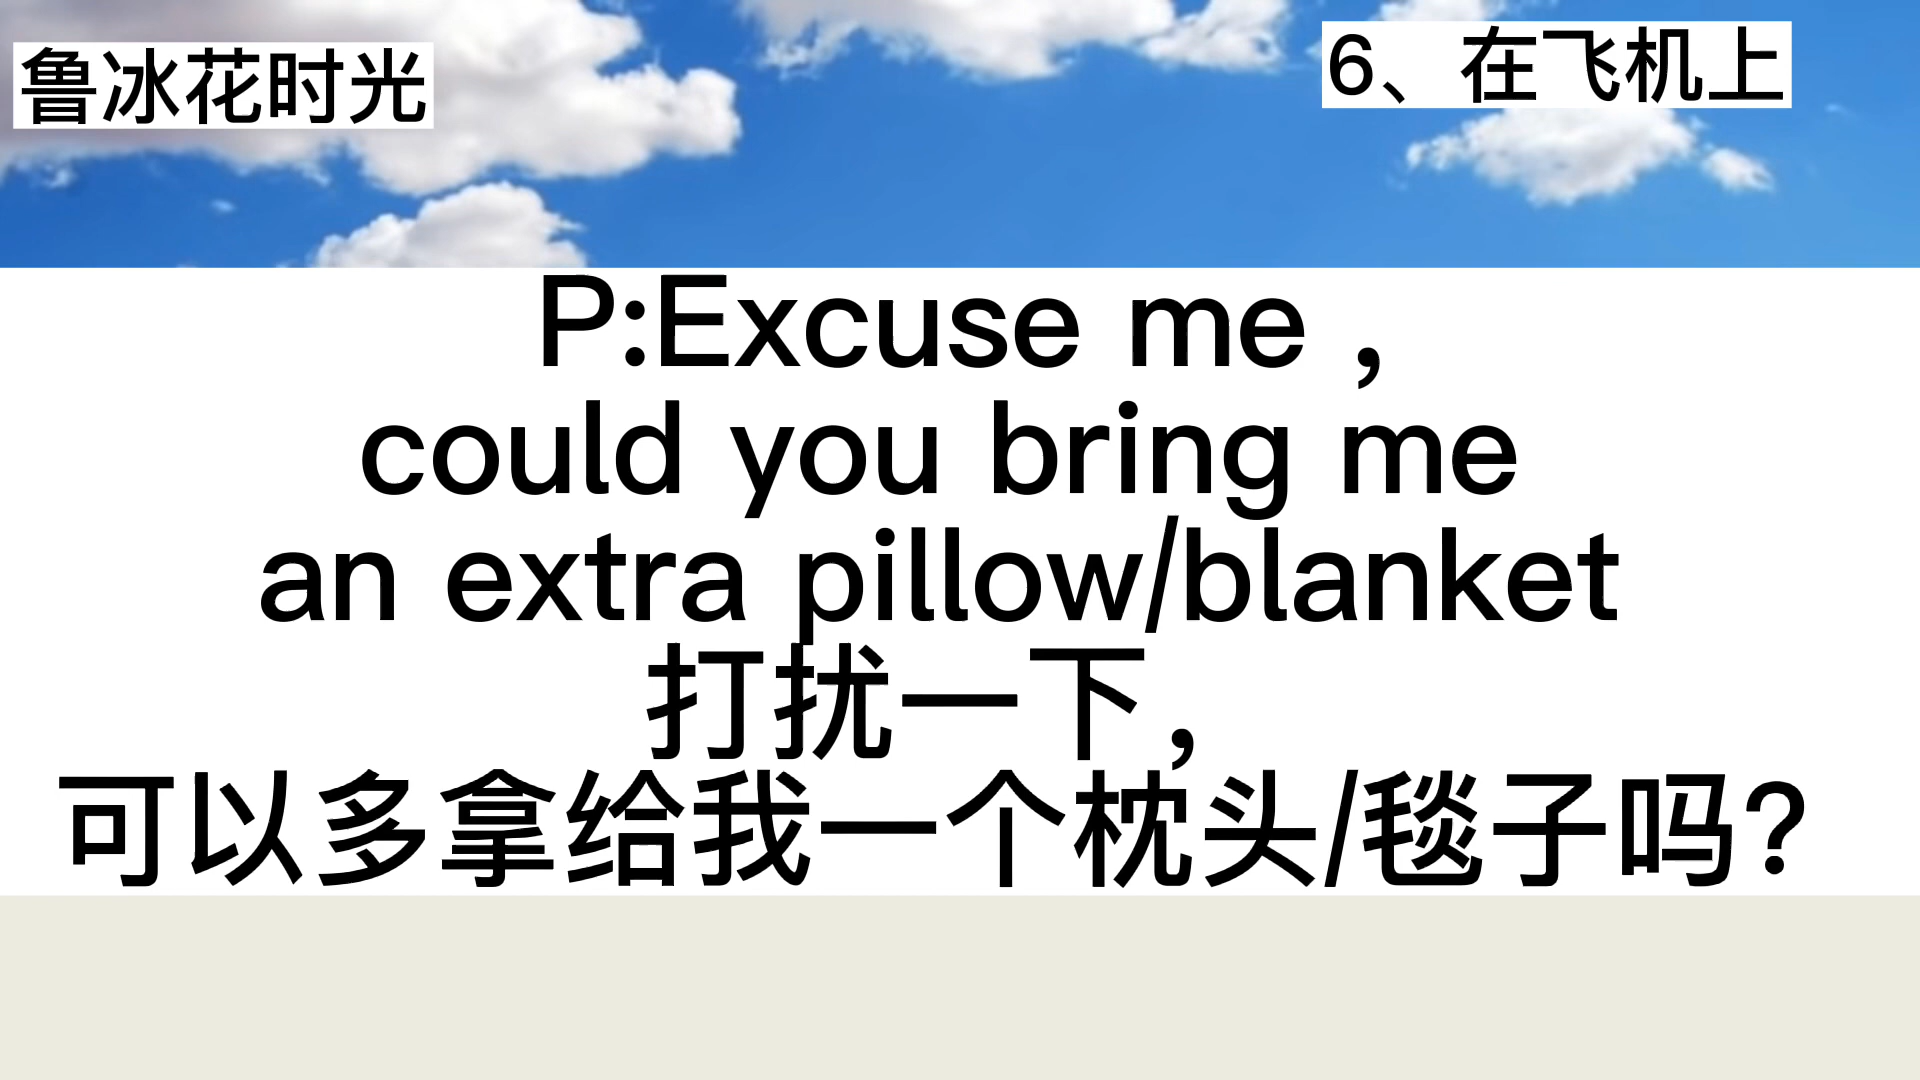 鲁冰花时光
6、在飞机上
P:Excuse me ,
could you bring me
an extra pillow/blanket
打扰一下，
可以多拿给我一个枕头/毯子吗？